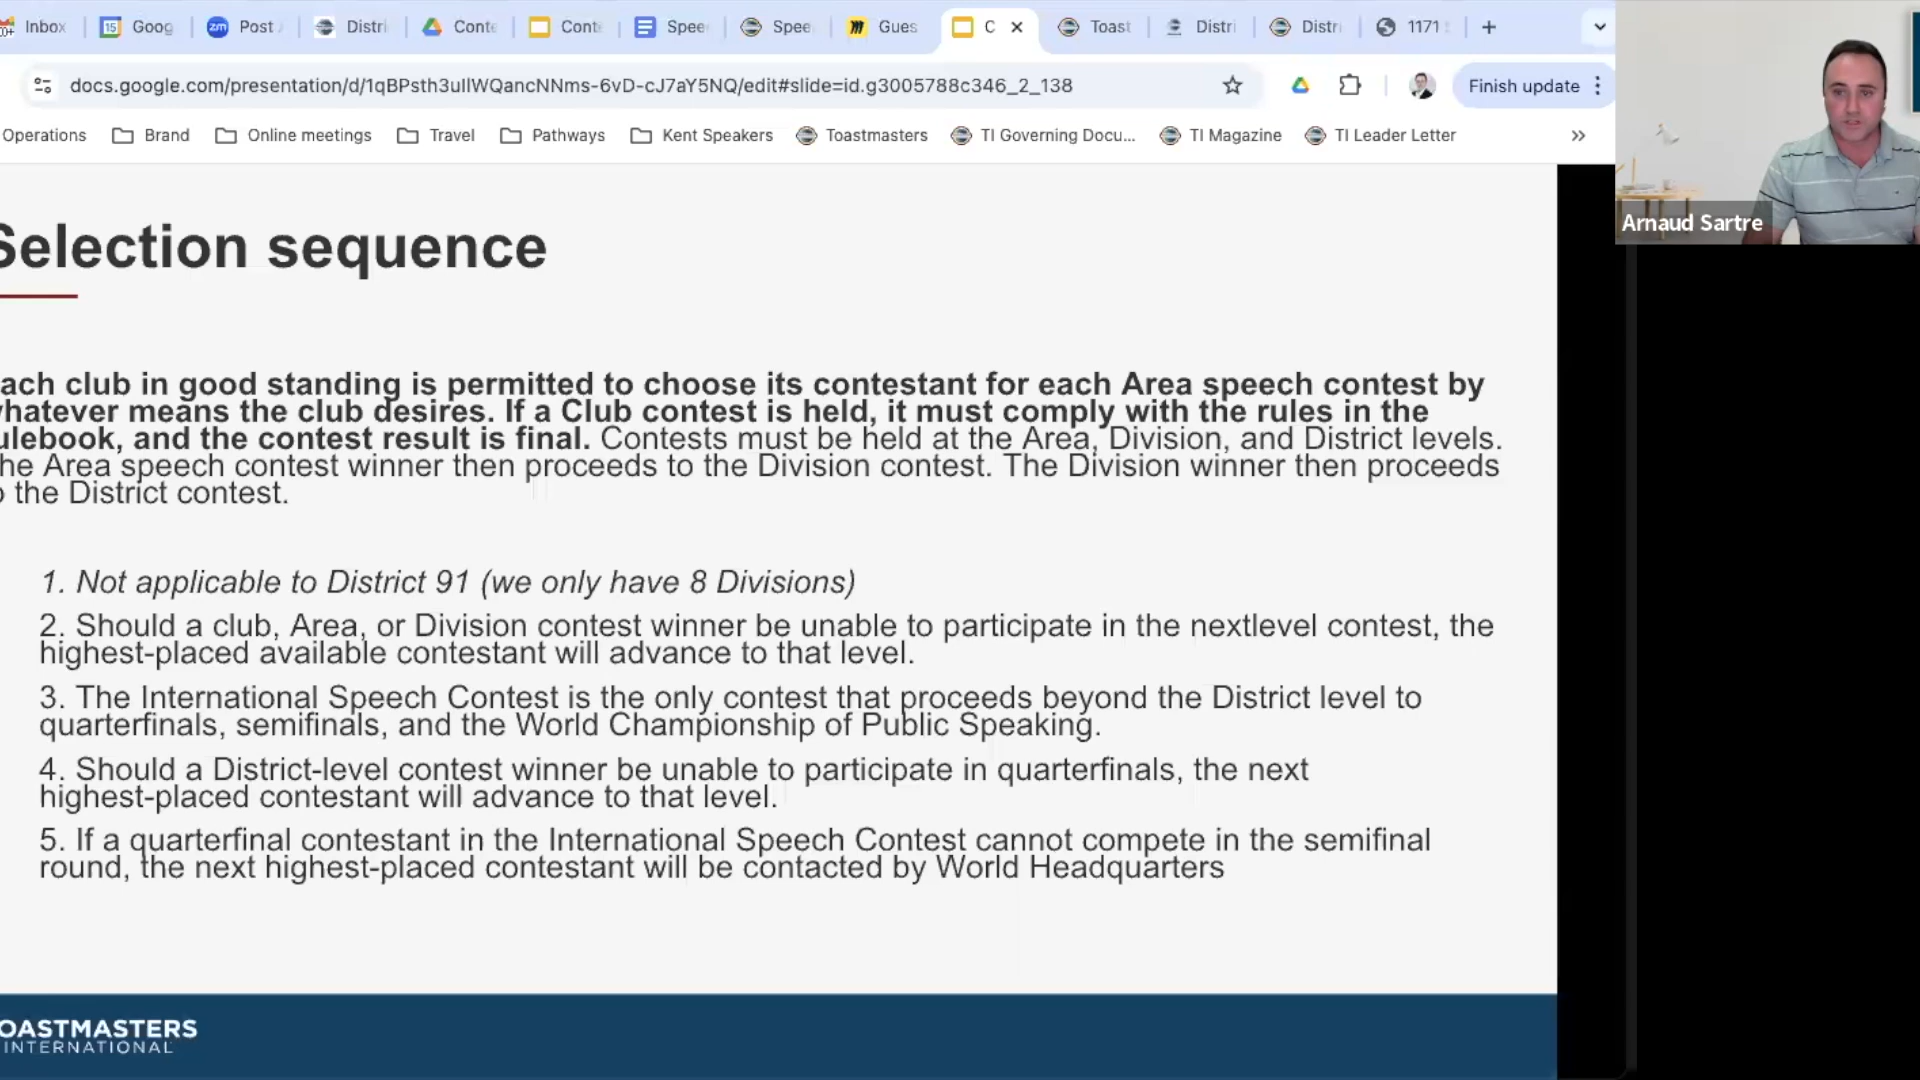 Inbox 15 Goog zm Post Distri Conte Conte Spee Spee Gues C Toast Distri Distri 1171
docs.google.com/presentation/d/1qBPsth3uIlWQancNNms-6vD-cJ7aY5NQ/edit#slide=id.g3005788c346_2_138 Finish update
Operations Brand Online meetings Travel Pathways Kent Speakers Toastmasters TI Governing Docu... TI Magazine TI Leader Letter »
Arnaud Sartre
Selection sequence
ach club in good standing is permitted to choose its contestant for each Area speech contest by
whatever means the club desires. If a Club contest is held, it must comply with the rules in the
ulebook, and the contest result is final. Contests must be held at the Area, Division, and District levels.
he Area speech contest winner then proceeds to the Division contest. The Division winner then proceeds
o the District contest.
1. Not applicable to District 91 (we only have 8 Divisions)
2. Should a club, Area, or Division contest winner be unable to participate in the nextlevel contest, the
highest-placed available contestant will advance to that level.
3. The International Speech Contest is the only contest that proceeds beyond the District level to
quarterfinals, semifinals, and the World Championship of Public Speaking.
4. Should a District-level contest winner be unable to participate in quarterfinals, the next
highest-placed contestant will advance to that level.
5. If a quarterfinal contestant in the International Speech Contest cannot compete in the semifinal
round, the next highest-placed contestant will be contacted by World Headquarters
OASTMASTERS
INTERNATIONAL